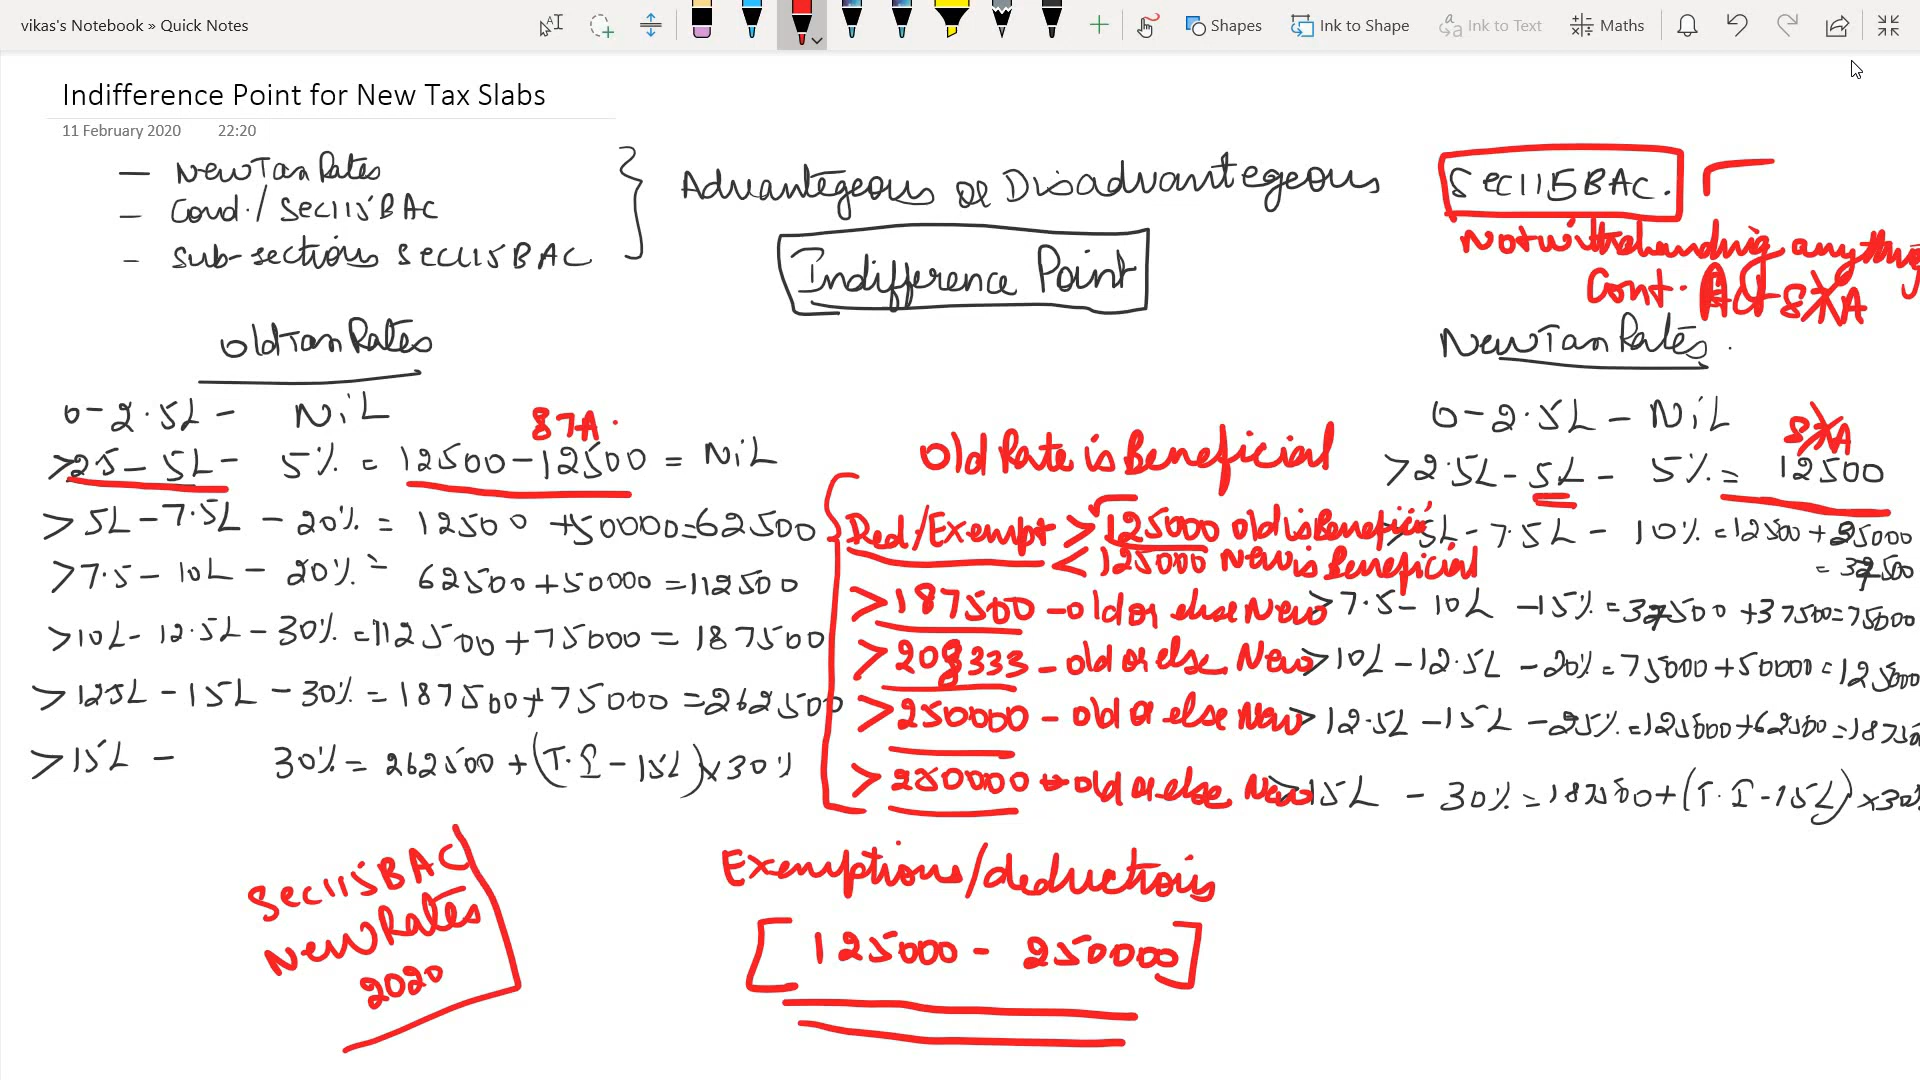 vikas's Notebook » Quick Notes
Shapes Ink to Shape Ink to Text Maths
Indifference Point for New Tax Slabs
11 February 2020 22:20
— New Tax Rates
- Cond./Sec115BAC
- Sub-sections Sec115BAC
Advantegeous or Disadvantegeous
Indifference Point
Sec115BAC.
Notwithstanding anything
Cont. Act 87A
Old Tax Rates
0-2.5L - NiL
87A.
>2.5-5L - 5% = 12500-12500 = NiL
>5L-7.5L - 20% = 12500+50000=62500
>7.5-10L - 20% = 62500+50000=112500
>10L-12.5L-30%=112500+75000=187500
>12.5L-15L-30%=187500+75000=262500
>15L - 30%=262500+(T.I-15L)x30%
Old Rate is Beneficial
Ded./Exempt >125000 old is Benefici
<125000 New is Beneficial
>187500-old or else New
>208333-old or else New
>250000-old or else New
>250000-old or else New
Exemptions/deductions
[125000-250000]
New Tax Rates.
0-2.5L-NiL
87A
>2.5L-5L-5%= 12500
>5L-7.5L-10%=12500+25000
=37500
>7.5-10L-15%=37500+37500=75000
>10L-12.5L-20%=75000+50000=125000
>12.5L-15L-25%=125000+62500=18750
>15L - 30%=187500+(T.I-15L)x30%
Sec115BAC
New Rates
2020